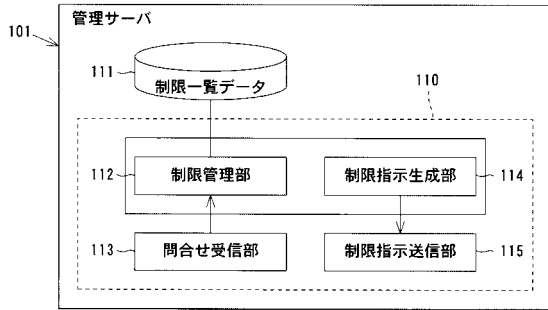 管理サーバ
101
111
制限一覧データ
110
112
制限管理部
制限指示生成部
114
113
問合せ受信部
制限指示送信部
115